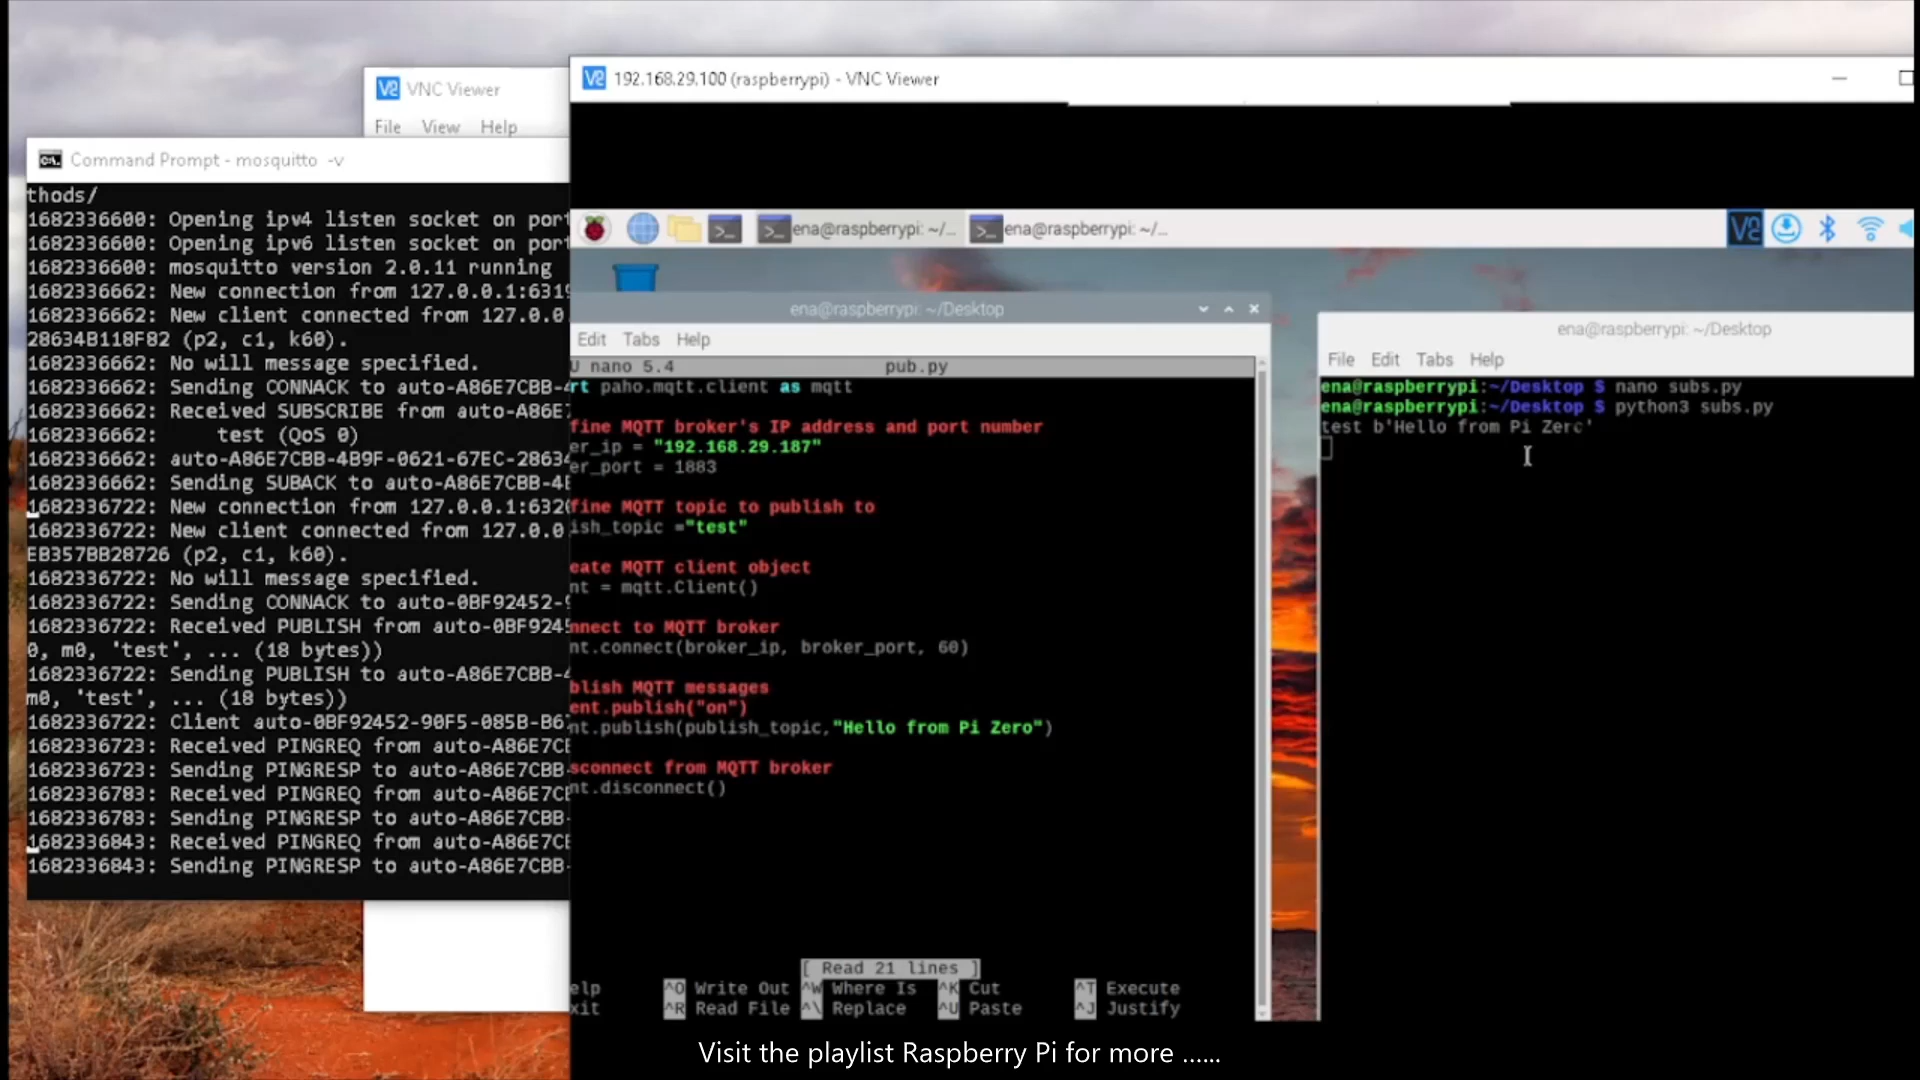 VNC Viewer
File View Help
Command Prompt - mosquitto -v
thods/
1682336600: Opening ipv4 listen socket on port
1682336600: Opening ipv6 listen socket on port
1682336600: mosquitto version 2.0.11 running
1682336662: New connection from 127.0.0.1:631
1682336662: New client connected from 127.0.0.
28634B118F82 (p2, c1, k60).
1682336662: No will message specified.
1682336662: Sending CONNACK to auto-A86E7CBB-4
1682336662: Received SUBSCRIBE from auto-A86E7
1682336662: test (QoS 0)
1682336662: auto-A86E7CBB-4B9F-0621-67EC-28634
1682336662: Sending SUBACK to auto-A86E7CBB-4B
1682336722: New connection from 127.0.0.1:632
1682336722: New client connected from 127.0.0.
EB357BB28726 (p2, c1, k60).
1682336722: No will message specified.
1682336722: Sending CONNACK to auto-0BF92452-9
1682336722: Received PUBLISH from auto-0BF9245
0, m0, 'test', ... (18 bytes))
1682336722: Sending PUBLISH to auto-A86E7CBB-4
m0, 'test', ... (18 bytes))
1682336722: Client auto-0BF92452-90F5-085B-B67
1682336723: Received PINGREQ from auto-A86E7CB
1682336723: Sending PINGRESP to auto-A86E7CBB-
1682336783: Received PINGREQ from auto-A86E7CB
1682336783: Sending PINGRESP to auto-A86E7CBB-
1682336843: Received PINGREQ from auto-A86E7CB
1682336843: Sending PINGRESP to auto-A86E7CBB-
192.168.29.100 (raspberrypi) - VNC Viewer
ena@raspberrypi: ~/... ena@raspberrypi: ~/...
ena@raspberrypi: ~/Desktop
Edit Tabs Help
U nano 5.4 pub.py
rt paho.mqtt.client as mqtt
fine MQTT broker's IP address and port number
er_ip = "192.168.29.187"
er_port = 1883
fine MQTT topic to publish to
ish_topic ="test"
eate MQTT client object
nt = mqtt.Client()
nnect to MQTT broker
nt.connect(broker_ip, broker_port, 60)
blish MQTT messages
ent.publish("on")
nt.publish(publish_topic,"Hello from Pi Zero")
sconnect from MQTT broker
nt.disconnect()
[ Read 21 lines ]
elp ^O Write Out ^W Where Is ^K Cut ^T Execute
xit ^R Read File ^\ Replace ^U Paste ^J Justify
ena@raspberrypi: ~/Desktop
File Edit Tabs Help
ena@raspberrypi:~/Desktop $ nano subs.py
ena@raspberrypi:~/Desktop $ python3 subs.py
test b'Hello from Pi Zero'
Visit the playlist Raspberry Pi for more ......